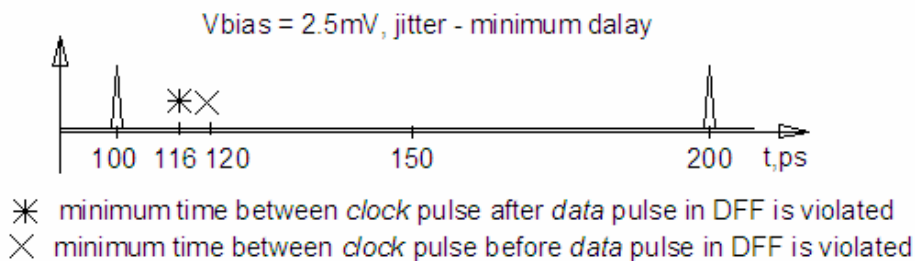 Vbias = 2.5mV, jitter - minimum dalay
100 116 120 150 200 t,ps
minimum time between clock pulse after data pulse in DFF is violated
minimum time between clock pulse before data pulse in DFF is violated